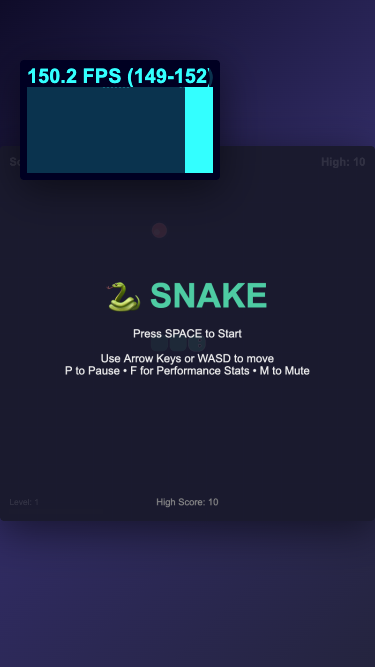 150.2 FPS (149-152)
High: 10
SNAKE
Press SPACE to Start
Use Arrow Keys or WASD to move
P to Pause • F for Performance Stats • M to Mute
Level: 1
High Score: 10